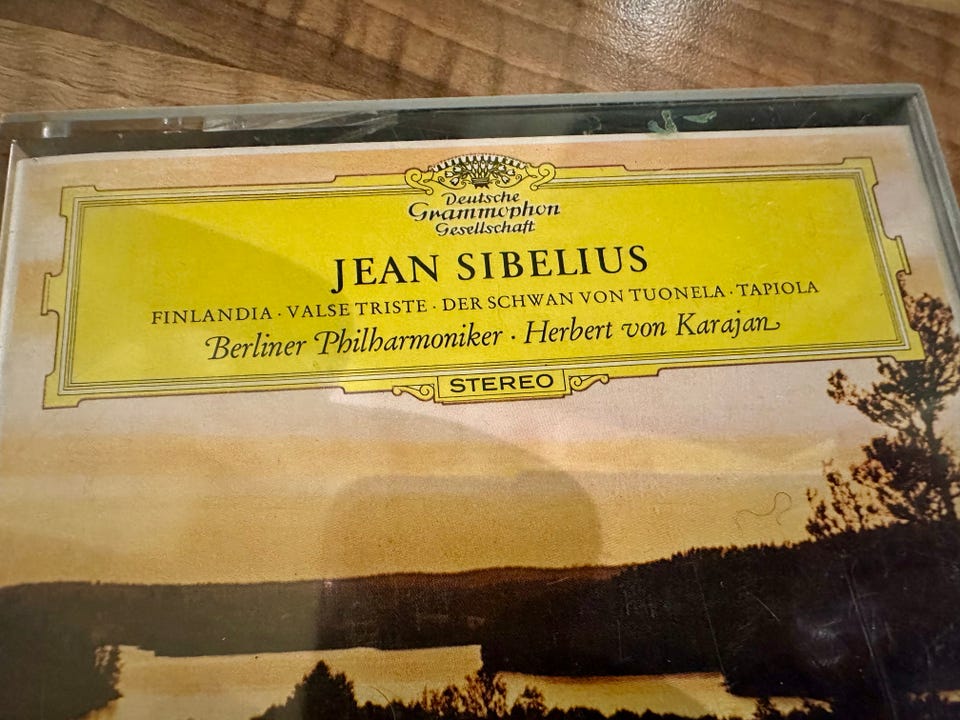 Deutsche
Grammophon
Gesellschaft
JEAN SIBELIUS
FINLANDIA · VALSE TRISTE · DER SCHWAN VON TUONELA · TAPIOLA
Berliner Philharmoniker · Herbert von Karajan
STEREO